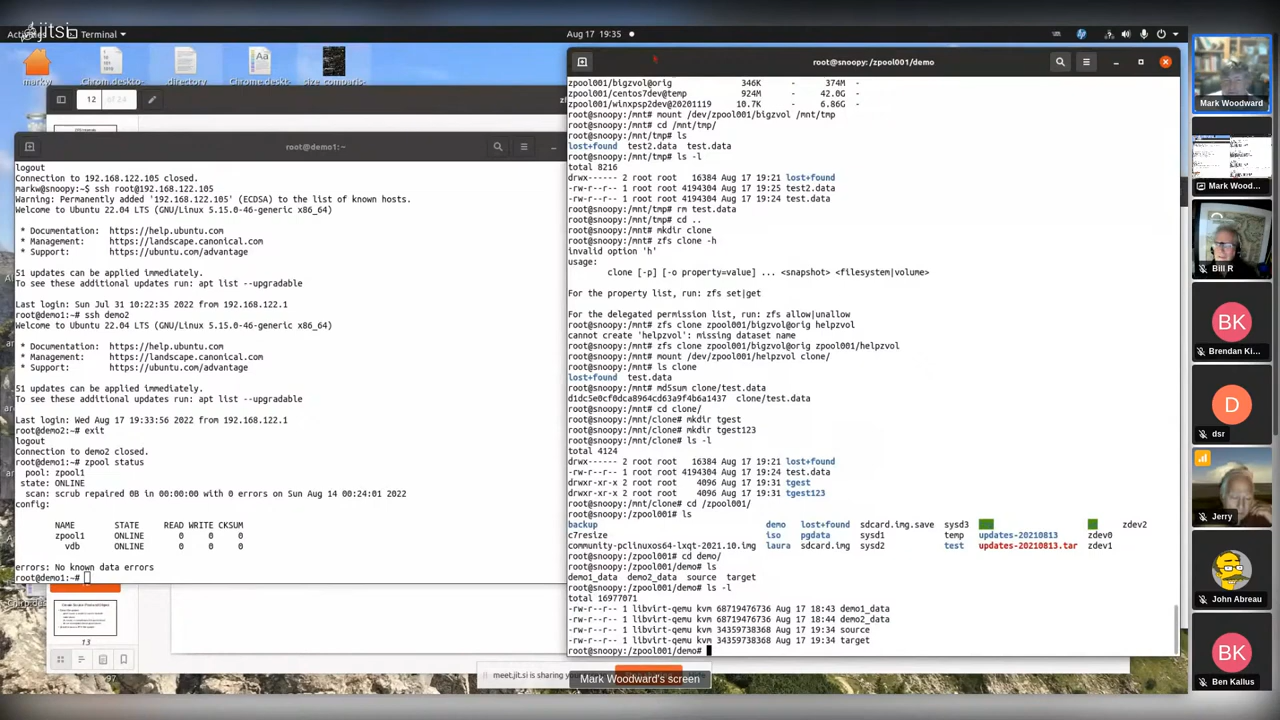 jitsi
Activities
Terminal
Aug 17 19:35
marky
Chrom.deskto-
directory
Chrome.deskt-
size_comparis-
12
root@demo1: ~
logout
Connection to 192.168.122.105 closed.
markw@snoopy:~$ ssh root@192.168.122.105
Warning: Permanently added '192.168.122.105' (ECDSA) to the list of known hosts.
Welcome to Ubuntu 22.04 LTS (GNU/Linux 5.15.0-46-generic x86_64)
* Documentation: https://help.ubuntu.com
* Management: https://landscape.canonical.com
* Support: https://ubuntu.com/advantage
51 updates can be applied immediately.
To see these additional updates run: apt list --upgradable
Last login: Sun Jul 31 10:22:35 2022 from 192.168.122.1
root@demo1:~# ssh demo2
Welcome to Ubuntu 22.04 LTS (GNU/Linux 5.15.0-46-generic x86_64)
* Documentation: https://help.ubuntu.com
* Management: https://landscape.canonical.com
* Support: https://ubuntu.com/advantage
51 updates can be applied immediately.
To see these additional updates run: apt list --upgradable
Last login: Wed Aug 17 19:33:56 2022 from 192.168.122.1
root@demo2:~# exit
logout
Connection to demo2 closed.
root@demo1:~# zpool status
pool: zpool1
state: ONLINE
scan: scrub repaired 0B in 00:00:00 with 0 errors on Sun Aug 14 00:24:01 2022
config:
NAME STATE READ WRITE CKSUM
zpool1 ONLINE 0 0 0
vdb ONLINE 0 0 0
errors: No known data errors
root@demo1:~#
13
root@snoopy: /zpool001/demo
zpool001/bigzvol@orig 346K - 374M -
zpool001/centos7dev@temp 924M - 42.0G -
zpool001/winxpsp2dev@20201119 10.7K - 6.86G -
root@snoopy:/mnt# mount /dev/zpool001/bigzvol /mnt/tmp
root@snoopy:/mnt# cd /mnt/tmp/
root@snoopy:/mnt/tmp# ls
lost+found test2.data test.data
root@snoopy:/mnt/tmp# ls -l
total 8216
drwx------ 2 root root 16384 Aug 17 19:21 lost+found
-rw-r--r-- 1 root root 4194304 Aug 17 19:25 test2.data
-rw-r--r-- 1 root root 4194304 Aug 17 19:24 test.data
root@snoopy:/mnt/tmp# rm test.data
root@snoopy:/mnt/tmp# cd ..
root@snoopy:/mnt# mkdir clone
root@snoopy:/mnt# zfs clone -h
invalid option 'h'
usage:
clone [-p] [-o property=value] ... <snapshot> <filesystem|volume>
For the property list, run: zfs set|get
For the delegated permission list, run: zfs allow|unallow
root@snoopy:/mnt# zfs clone zpool001/bigzvol@orig helpzvol
cannot create 'helpzvol': missing dataset name
root@snoopy:/mnt# zfs clone zpool001/bigzvol@orig zpool001/helpzvol
root@snoopy:/mnt# mount /dev/zpool001/helpzvol clone/
root@snoopy:/mnt# ls clone
lost+found test.data
root@snoopy:/mnt# md5sum clone/test.data
d1dc5e0cf0dca8964cd63a9f4b6a1437 clone/test.data
root@snoopy:/mnt# cd clone/
root@snoopy:/mnt/clone# mkdir tgest
root@snoopy:/mnt/clone# mkdir tgest123
root@snoopy:/mnt/clone# ls -l
total 4124
drwx------ 2 root root 16384 Aug 17 19:21 lost+found
-rw-r--r-- 1 root root 4194304 Aug 17 19:24 test.data
drwxr-xr-x 2 root root 4096 Aug 17 19:31 tgest
drwxr-xr-x 2 root root 4096 Aug 17 19:31 tgest123
root@snoopy:/mnt/clone# cd /zpool001/
root@snoopy:/zpool001# ls
backup demo lost+found sdcard.img.save sysd3 zdev2
c7resize iso pgdata sysd1 temp updates-20210813 zdev0
community-pclinuxos64-lxqt-2021.10.img laura sdcard.img sysd2 test updates-20210813.tar zdev1
root@snoopy:/zpool001# cd demo/
root@snoopy:/zpool001/demo# ls
demo1_data demo2_data source target
root@snoopy:/zpool001/demo# ls -l
total 16977071
-rw-r--r-- 1 libvirt-qemu kvm 68719476736 Aug 17 18:43 demo1_data
-rw-r--r-- 1 libvirt-qemu kvm 68719476736 Aug 17 18:44 demo2_data
-rw-r--r-- 1 libvirt-qemu kvm 34359738368 Aug 17 19:34 source
-rw-r--r-- 1 libvirt-qemu kvm 34359738368 Aug 17 19:34 target
root@snoopy:/zpool001/demo#
meet.jit.si is sharing
Mark Woodward's screen
Mark Woodward
Mark Wood...
Bill R
BK
Brendan Ki...
D
dsr
Jerry
John Abreau
BK
Ben Kallus